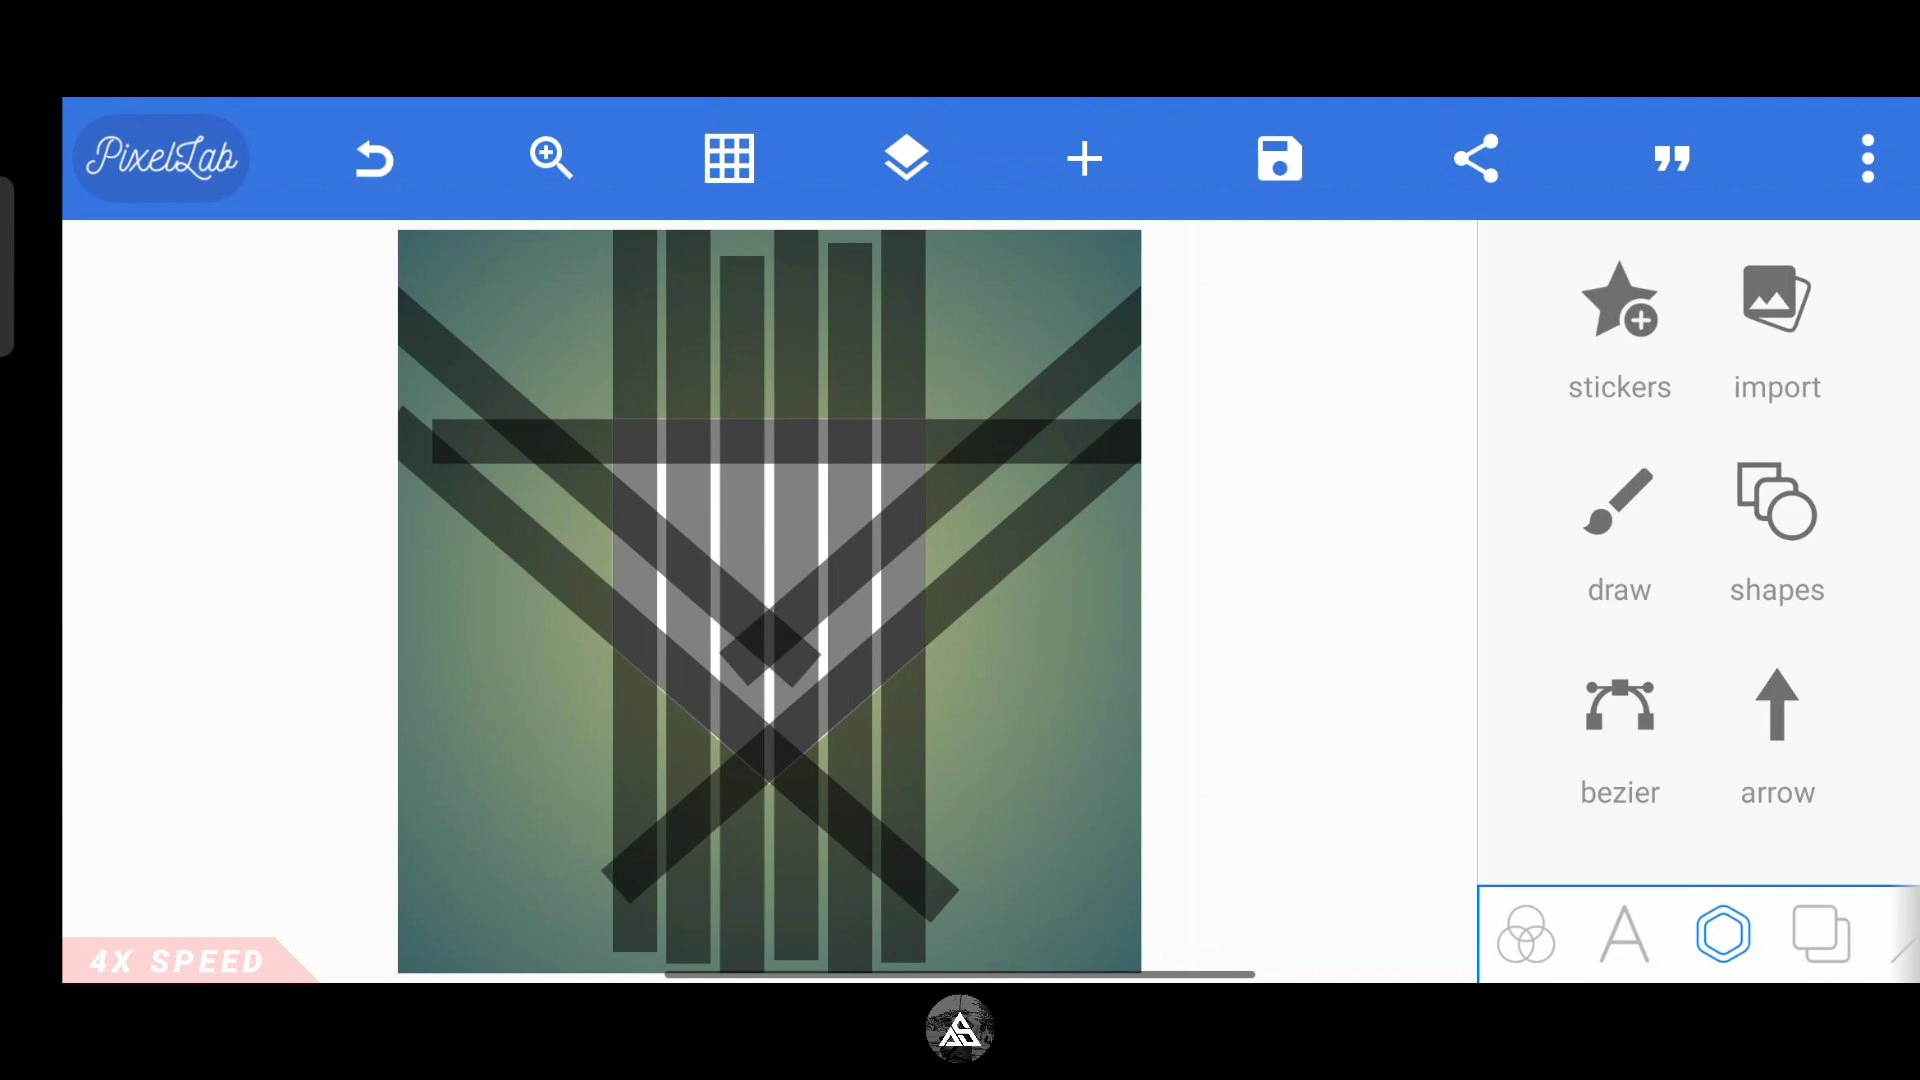 PixelLab
stickers
import
draw
shapes
bezier
arrow
4X SPEED